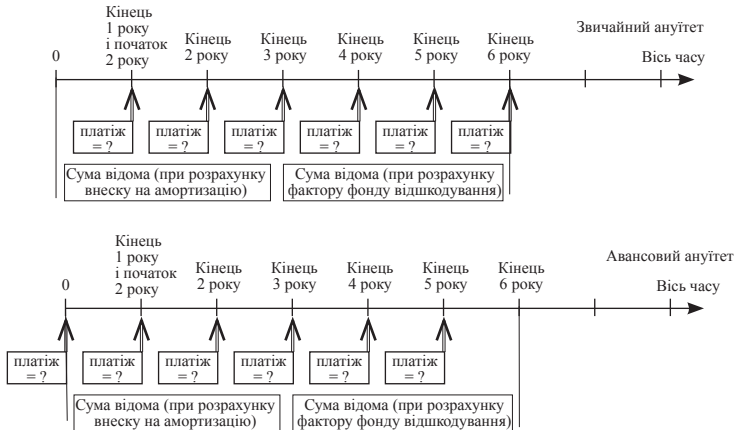 Звичайний ануїтет
Кінець
1 року
і початок
2 року
Кінець
2 року
Кінець
3 року
Кінець
4 року
Кінець
5 року
Кінець
6 року
0
Вісь часу
платіж
= ?
платіж
= ?
платіж
= ?
платіж
= ?
платіж
= ?
платіж
= ?
Сума відома (при розрахунку
внеску на амортизацію)
Сума відома (при розрахунку
фактору фонду відшкодування)
Авансовий ануїтет
Кінець
1 року
і початок
2 року
Кінець
2 року
Кінець
3 року
Кінець
4 року
Кінець
5 року
Кінець
6 року
0
Вісь часу
платіж
= ?
платіж
= ?
платіж
= ?
платіж
= ?
платіж
= ?
платіж
= ?
Сума відома (при розрахунку
внеску на амортизацію)
Сума відома (при розрахунку
фактору фонду відшкодування)